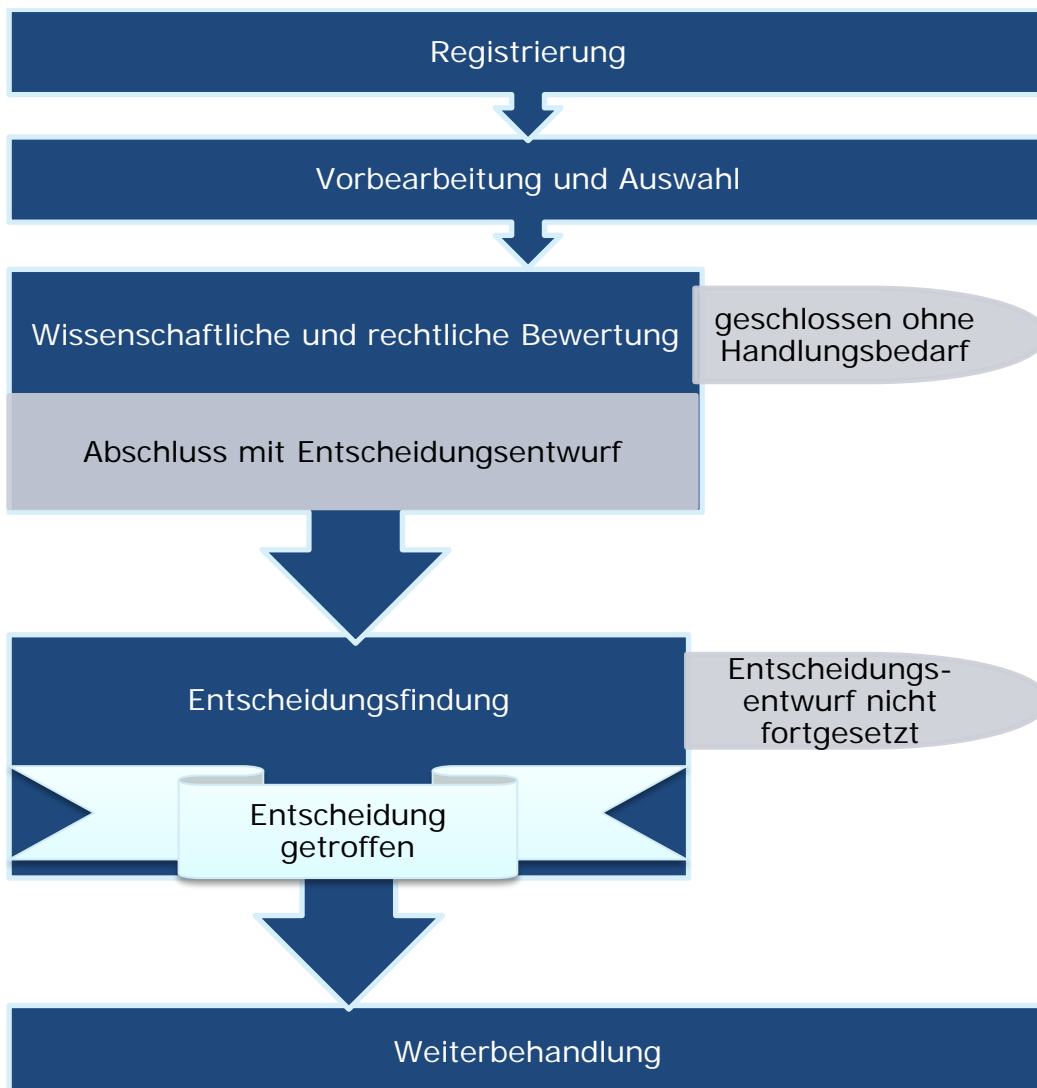 Registrierung
Vorbearbeitung und Auswahl
Wissenschaftliche und rechtliche Bewertung
geschlossen ohne
Handlungsbedarf
Abschluss mit Entscheidungsentwurf
Entscheidungsfindung
Entscheidungs-
entwurf nicht
fortgesetzt
Entscheidung
getroffen
Weiterbehandlung